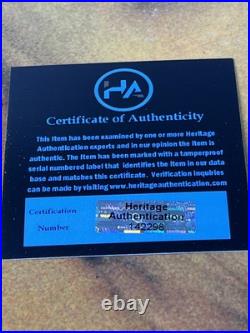 HA
Certificate of Authenticity
This Item has been examined by one or more Heritage
Authentication experts and in our opinion the item is
authentic. The item has been marked with a tamperproof
serial numbered label that identifies the item in our data
base and matches this certificate. Verification inquiries
can be made by visiting www.heritageauthentication.com
Certification
Number
Heritage
Authentication
142298